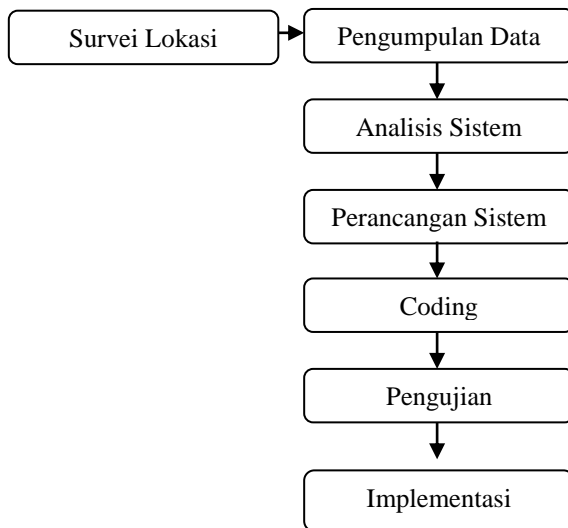 Survei Lokasi
Pengumpulan Data
Analisis Sistem
Perancangan Sistem
Coding
Pengujian
Implementasi